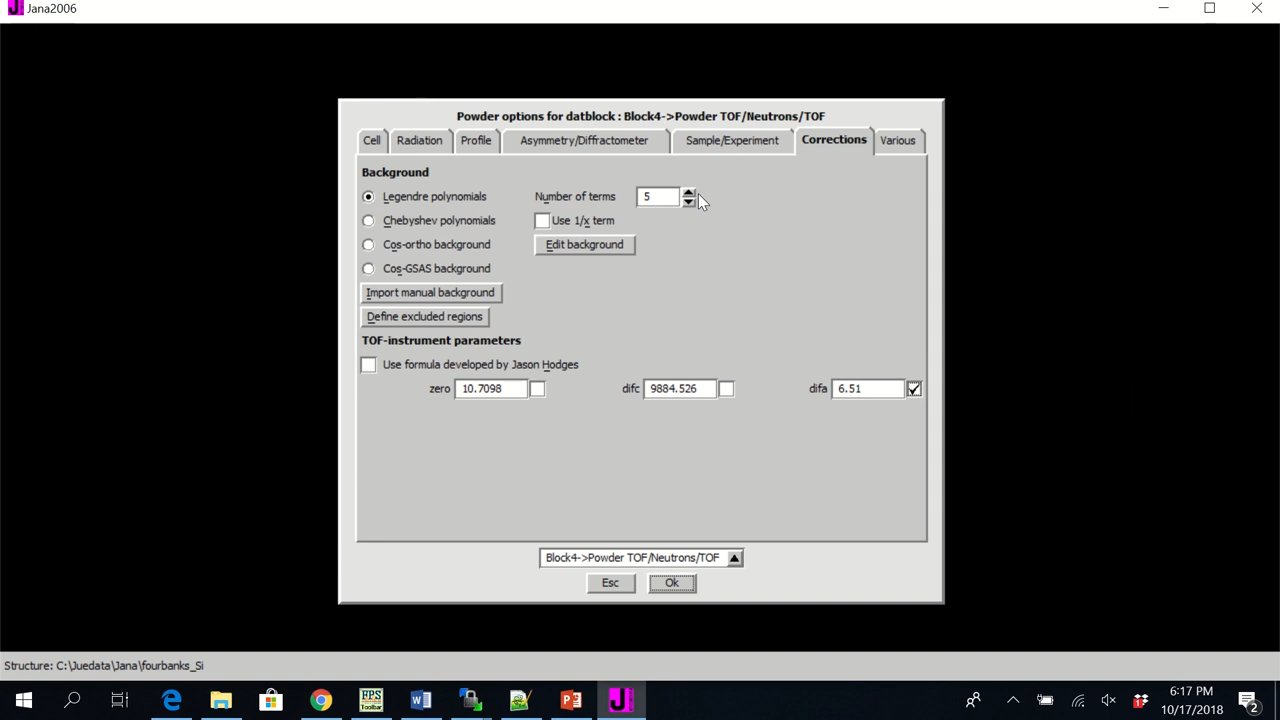 Jana2006
Powder options for datblock : Block4->Powder TOF/Neutrons/TOF
Cell Radiation Profile Asymmetry/Diffractometer Sample/Experiment Corrections Various
Background
Legendre polynomials Number of terms 5
Chebyshev polynomials Use 1/x term
Cos-ortho background Edit background
Cos-GSAS background
Import manual background
Define excluded regions
TOF-instrument parameters
Use formula developed by Jason Hodges
zero 10.7098 difc 9884.526 difa 6.51
Block4->Powder TOF/Neutrons/TOF
Esc Ok
Structure: C:\Juedata\Jana\fourbanks_Si
FPS
Toolbar
6:17 PM
10/17/2018
2